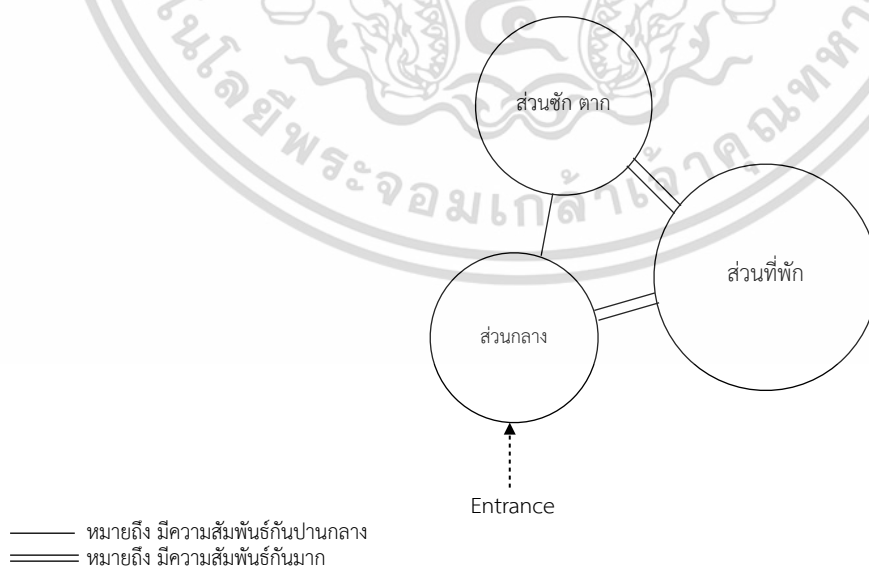 ส่วนซัก ตาก
ส่วนที่พัก
ส่วนกลาง
Entrance
หมายถึง มีความสัมพันธ์กันปานกลาง
หมายถึง มีความสัมพันธ์กันมาก